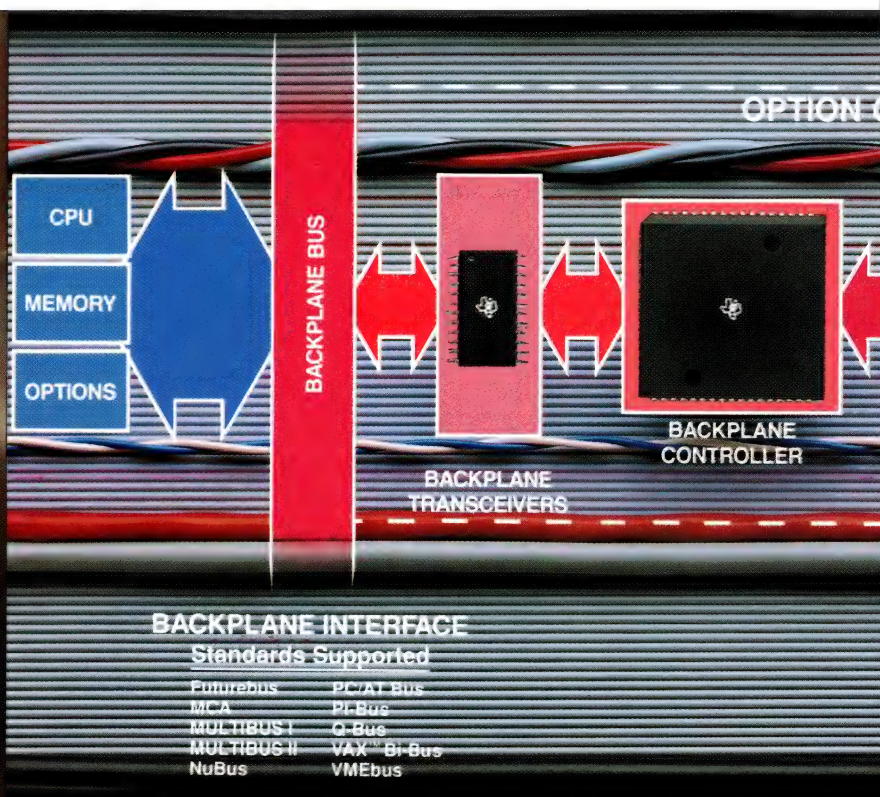 OPTION
CPU
MEMORY
OPTIONS
BACKPLANE BUS
BACKPLANE
CONTROLLER
BACKPLANE
TRANSCEIVERS
BACKPLANE INTERFACE
Standards Supported
Futurebus PC/AT Bus
MCA PI-Bus
MULTIBUS I Q-Bus
MULTIBUS II VAX™ Bi-Bus
NuBus VMEbus